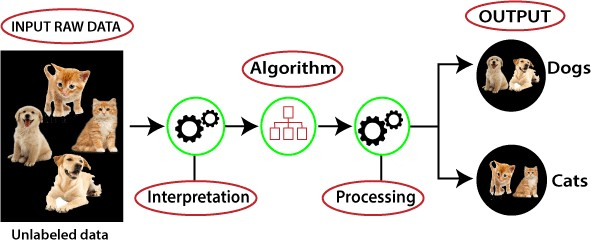 INPUT RAW DATA
Unlabeled data
Interpretation
Algorithm
Processing
OUTPUT
Dogs
Cats